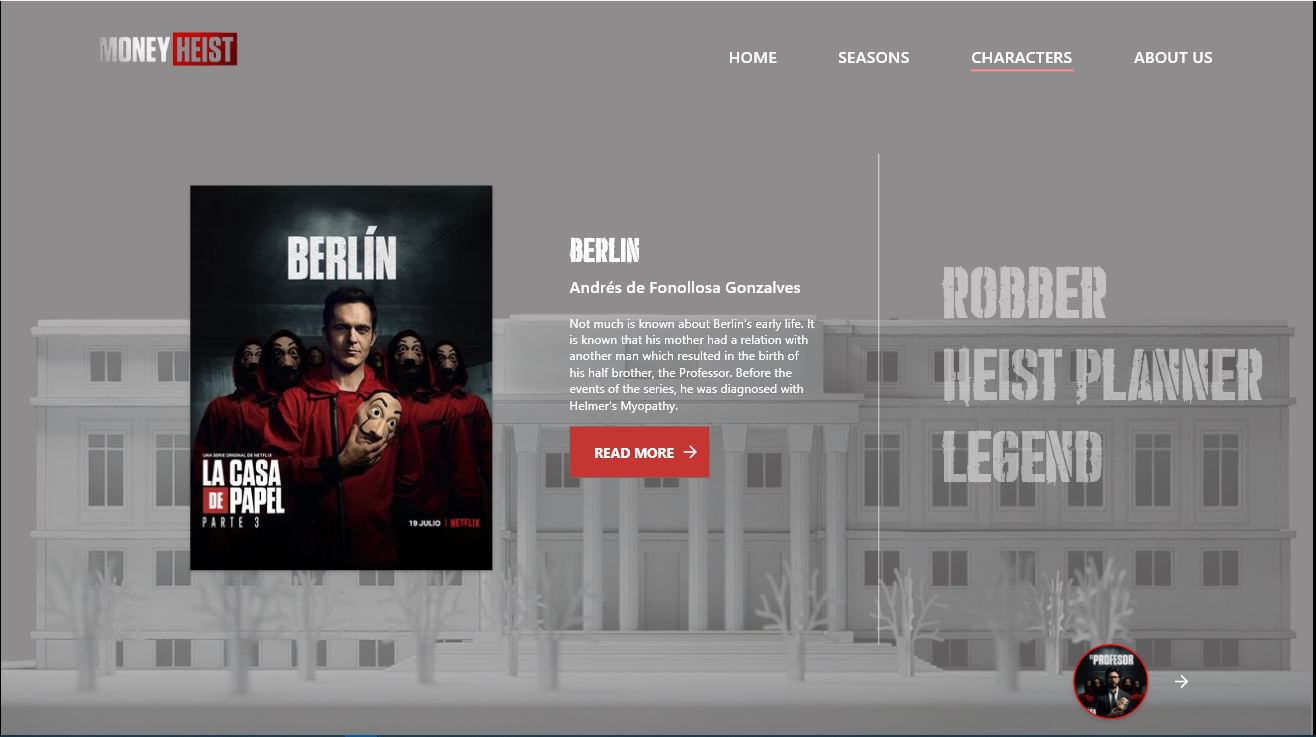 MONEY HEIST
HOME
SEASONS
CHARACTERS
ABOUT US
BERLÍN
UNA SERIE ORIGINAL DE NETFLIX
LA CASA
DE PAPEL
PARTE 3
19 JULIO | NETFLIX
BERLIN
Andrés de Fonollosa Gonzalves
Not much is known about Berlin's early life. It
is known that his mother had a relation with
another man which resulted in the birth of
his half brother, the Professor. Before the
events of the series, he was diagnosed with
Helmer's Myopathy.
READ MORE →
ROBBER
HEIST PLANNER
LEGEND
PROFESOR
→